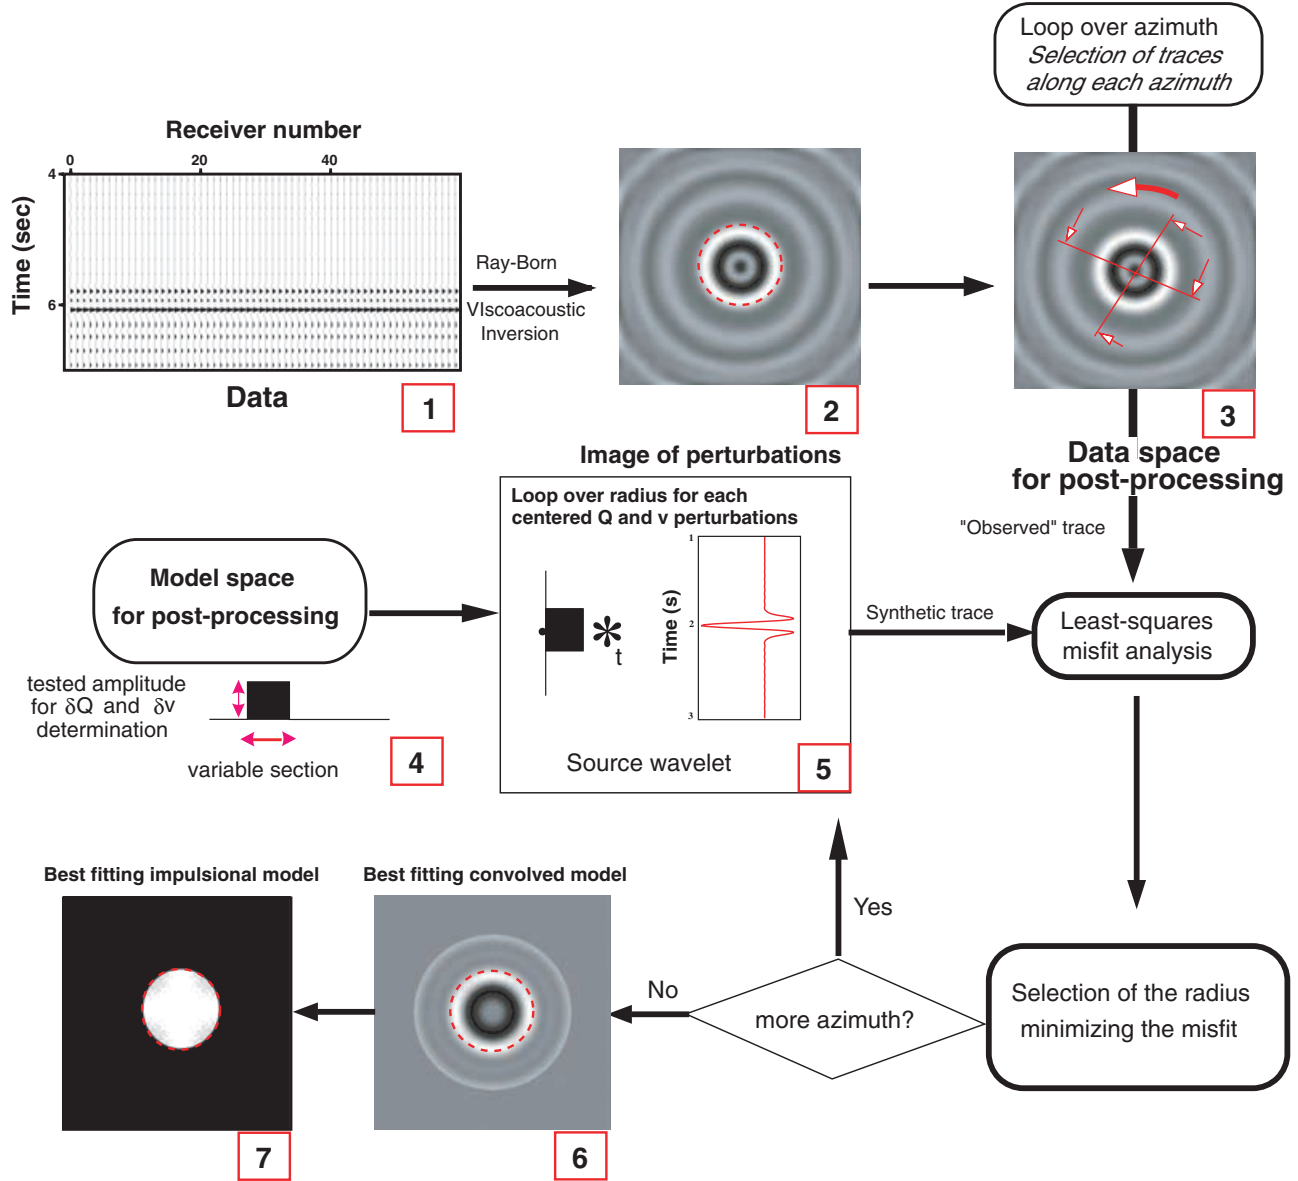 Loop over azimuth
Selection of traces
along each azimuth
Receiver number
0 20 40
4
6
Time (sec)
Data
1
Ray-Born
VIscoacoustic
Inversion
2
3
Image of perturbations
Data space
for post-processing
"Observed" trace
Model space
for post-processing
tested amplitude
for δQ and δv
determination
variable section
4
Loop over radius for each
centered Q and v perturbations
*
t
Time (s)
1
2
3
Source wavelet
5
Synthetic trace
Least-squares
misfit analysis
Selection of the radius
minimizing the misfit
more azimuth?
Yes
No
Best fitting convolved model
6
Best fitting impulsional model
7